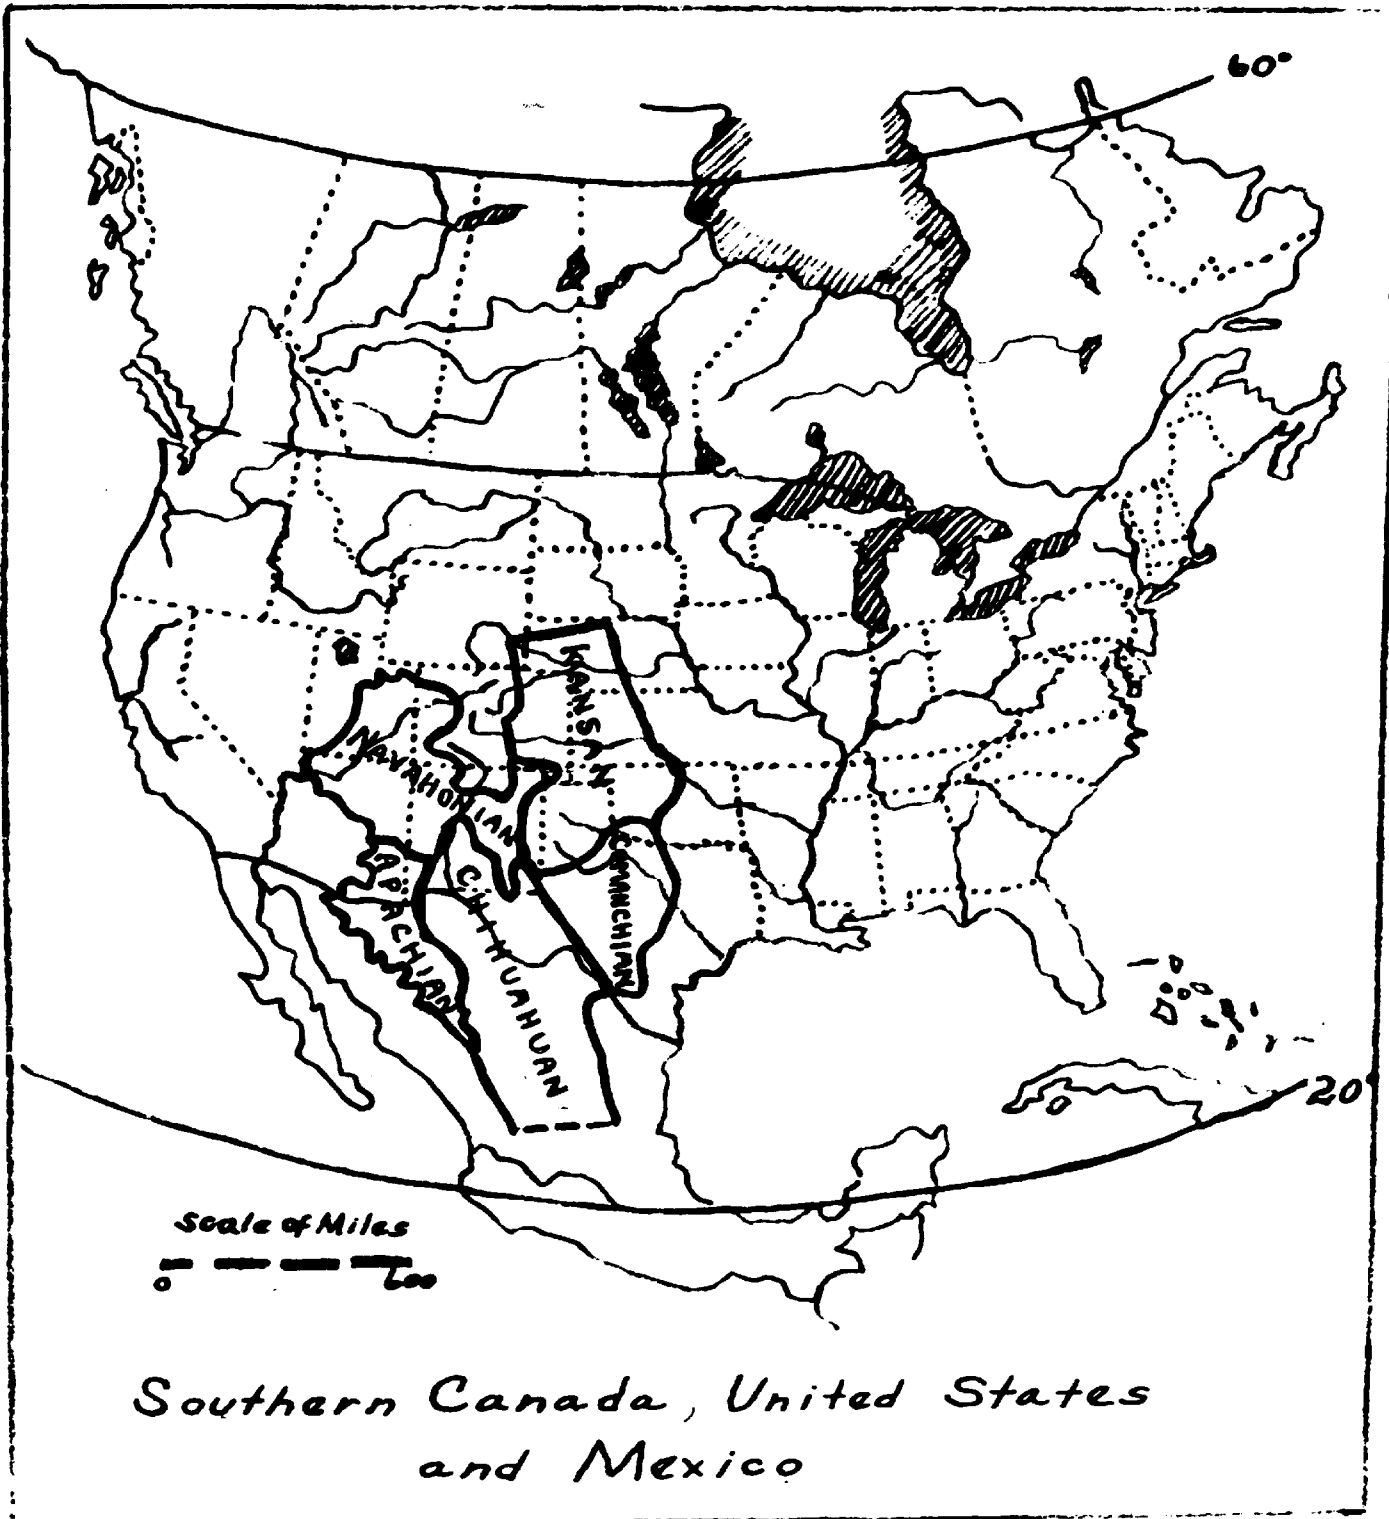 60°
KANSAN
NAVAHONIAN
COMANCHIAN
APACHIAN
CHIHUAHUAN
20°
Scale of Miles
0 600
Southern Canada, United States
and Mexico